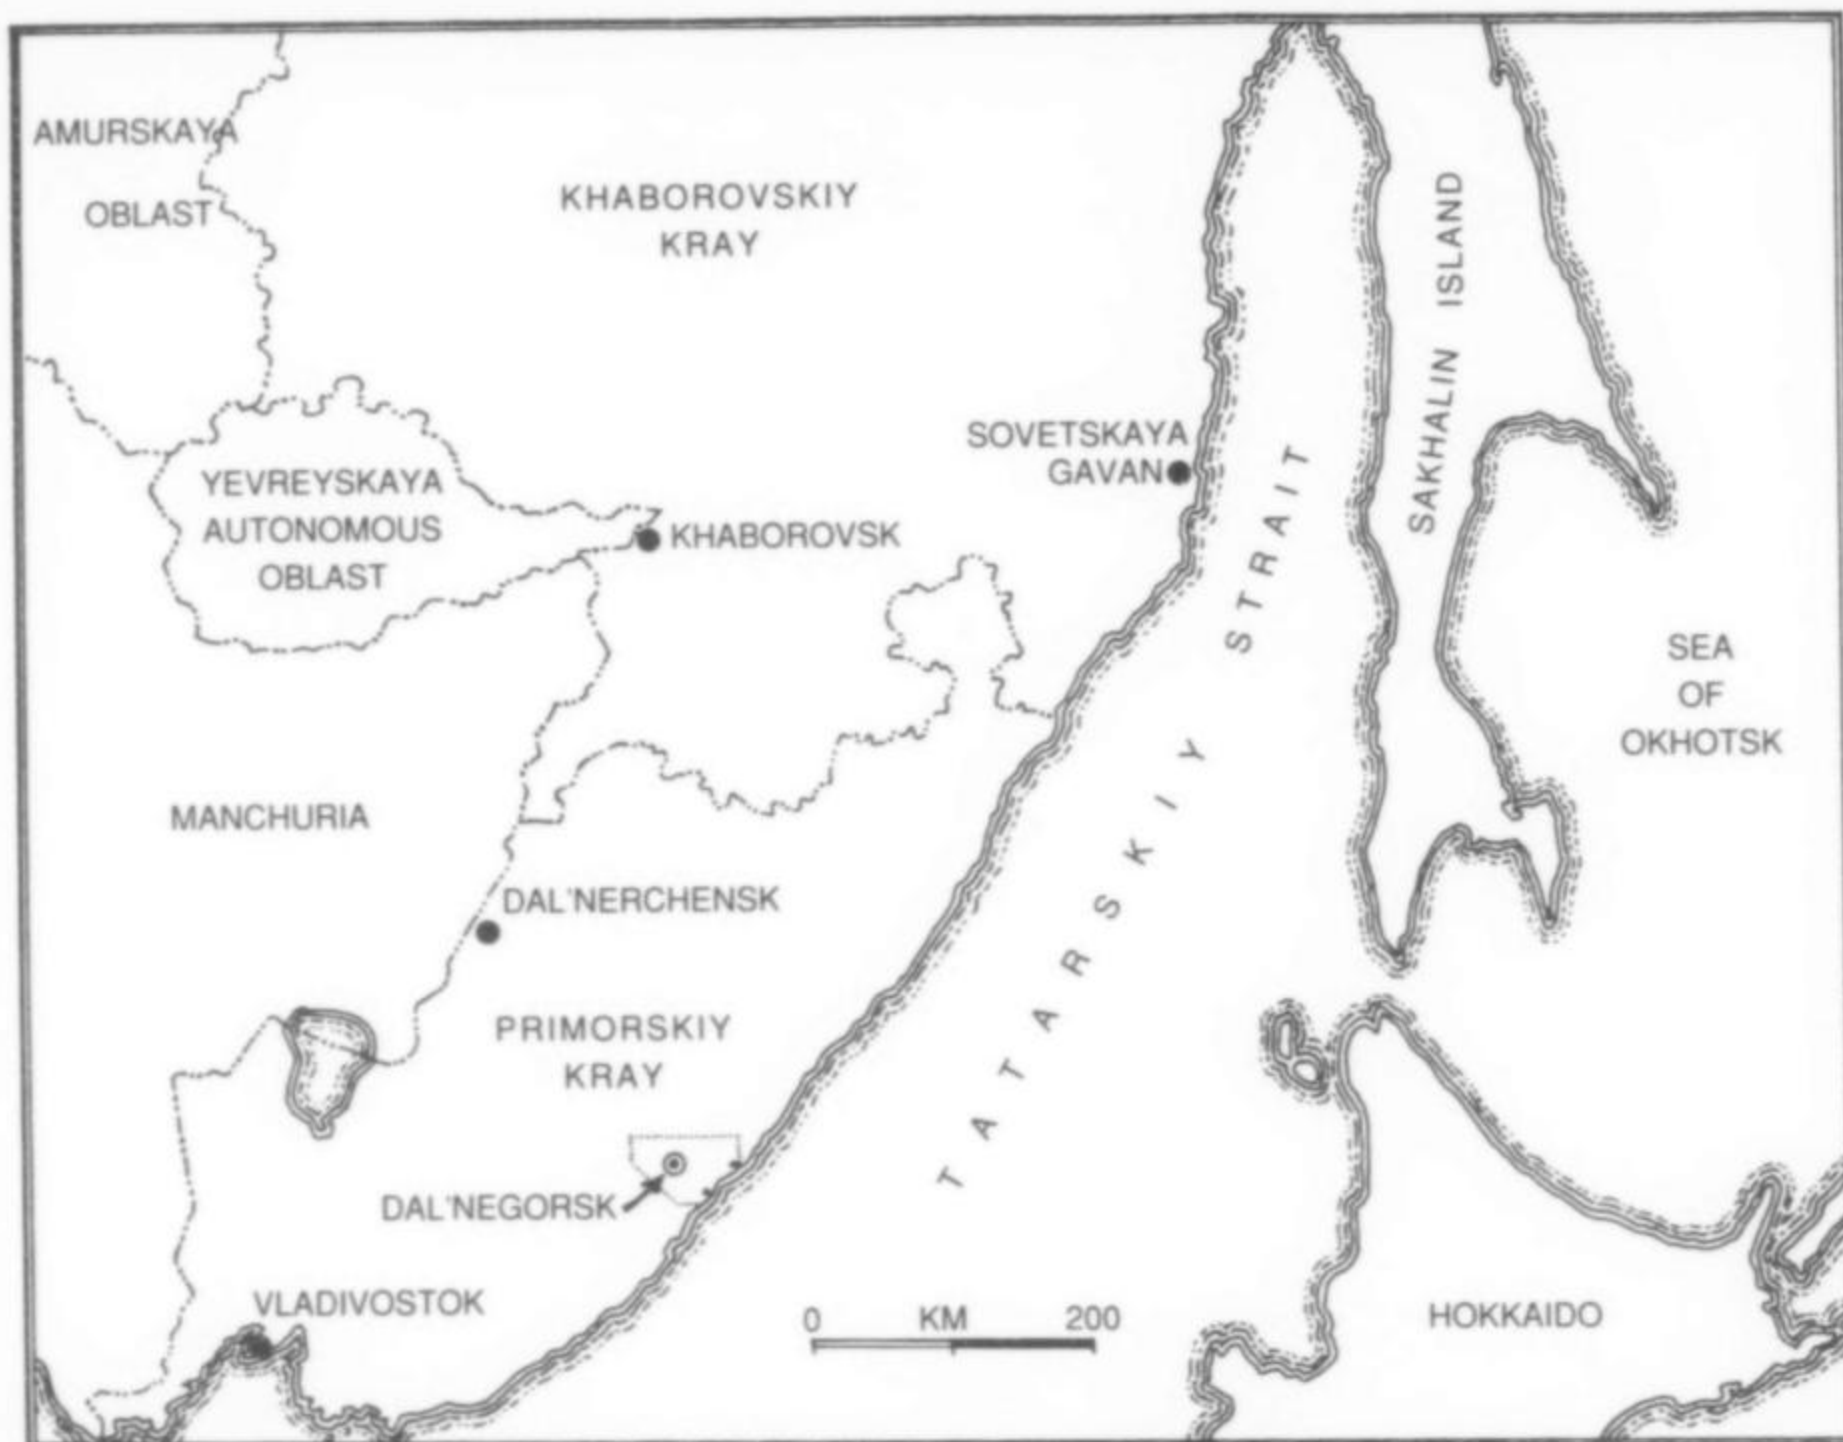 AMURSKAYA
OBLAST
KHABOROVSKIY
KRAY
SAKHALIN ISLAND
SOVETSKAYA
GAVAN
YEVREYSKAYA
AUTONOMOUS
OBLAST
KHABOROVSK
TATARSKIY STRAIT
SEA
OF
OKHOTSK
MANCHURIA
DAL'NERCHENSK
PRIMORSKIY
KRAY
DAL'NEGORSK
VLADIVOSTOK
0 KM 200
HOKKAIDO